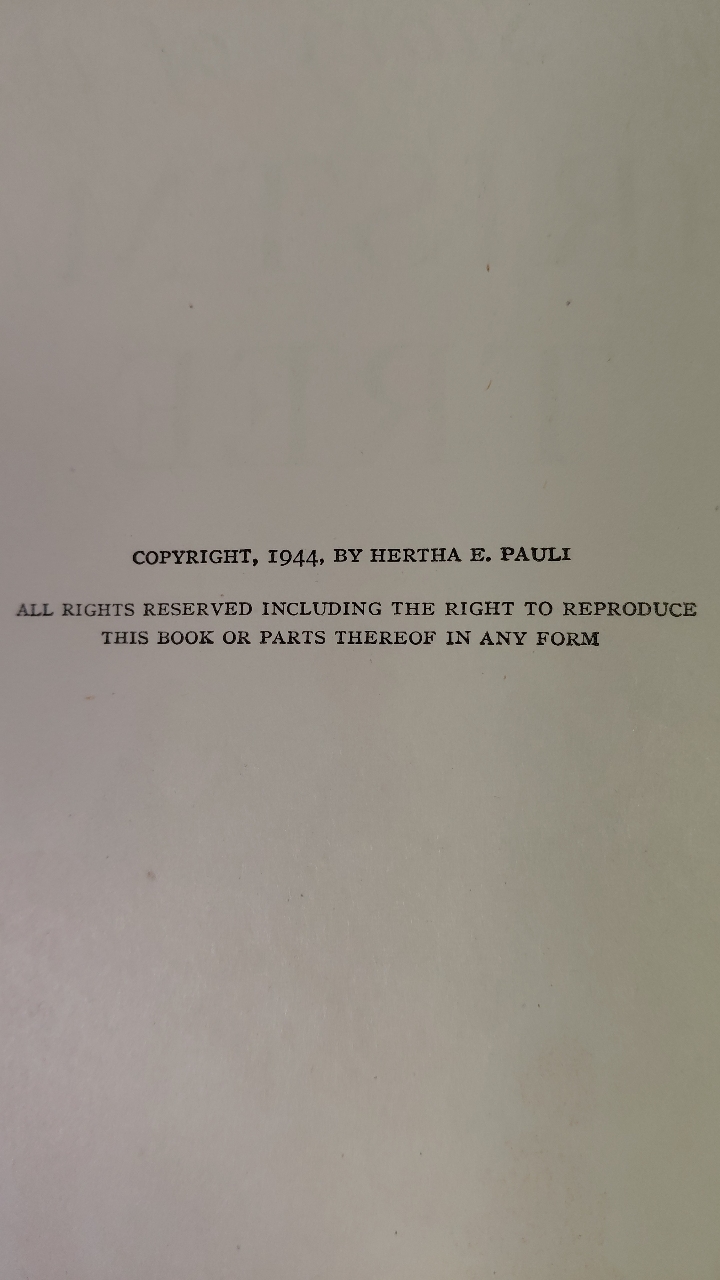 COPYRIGHT, 1944, BY HERTHA E. PAULI
ALL RIGHTS RESERVED INCLUDING THE RIGHT TO REPRODUCE
THIS BOOK OR PARTS THEREOF IN ANY FORM